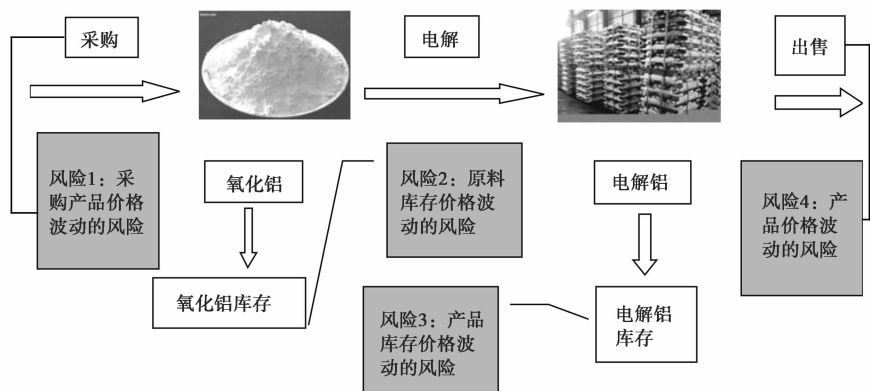 采购
电解
出售
风险1：采
购产品价格
波动的风险
氧化铝
风险2：原料
库存价格波
动的风险
电解铝
风险4：产
品价格波
动的风险
氧化铝库存
风险3：产品
库存价格波动
的风险
电解铝
库存